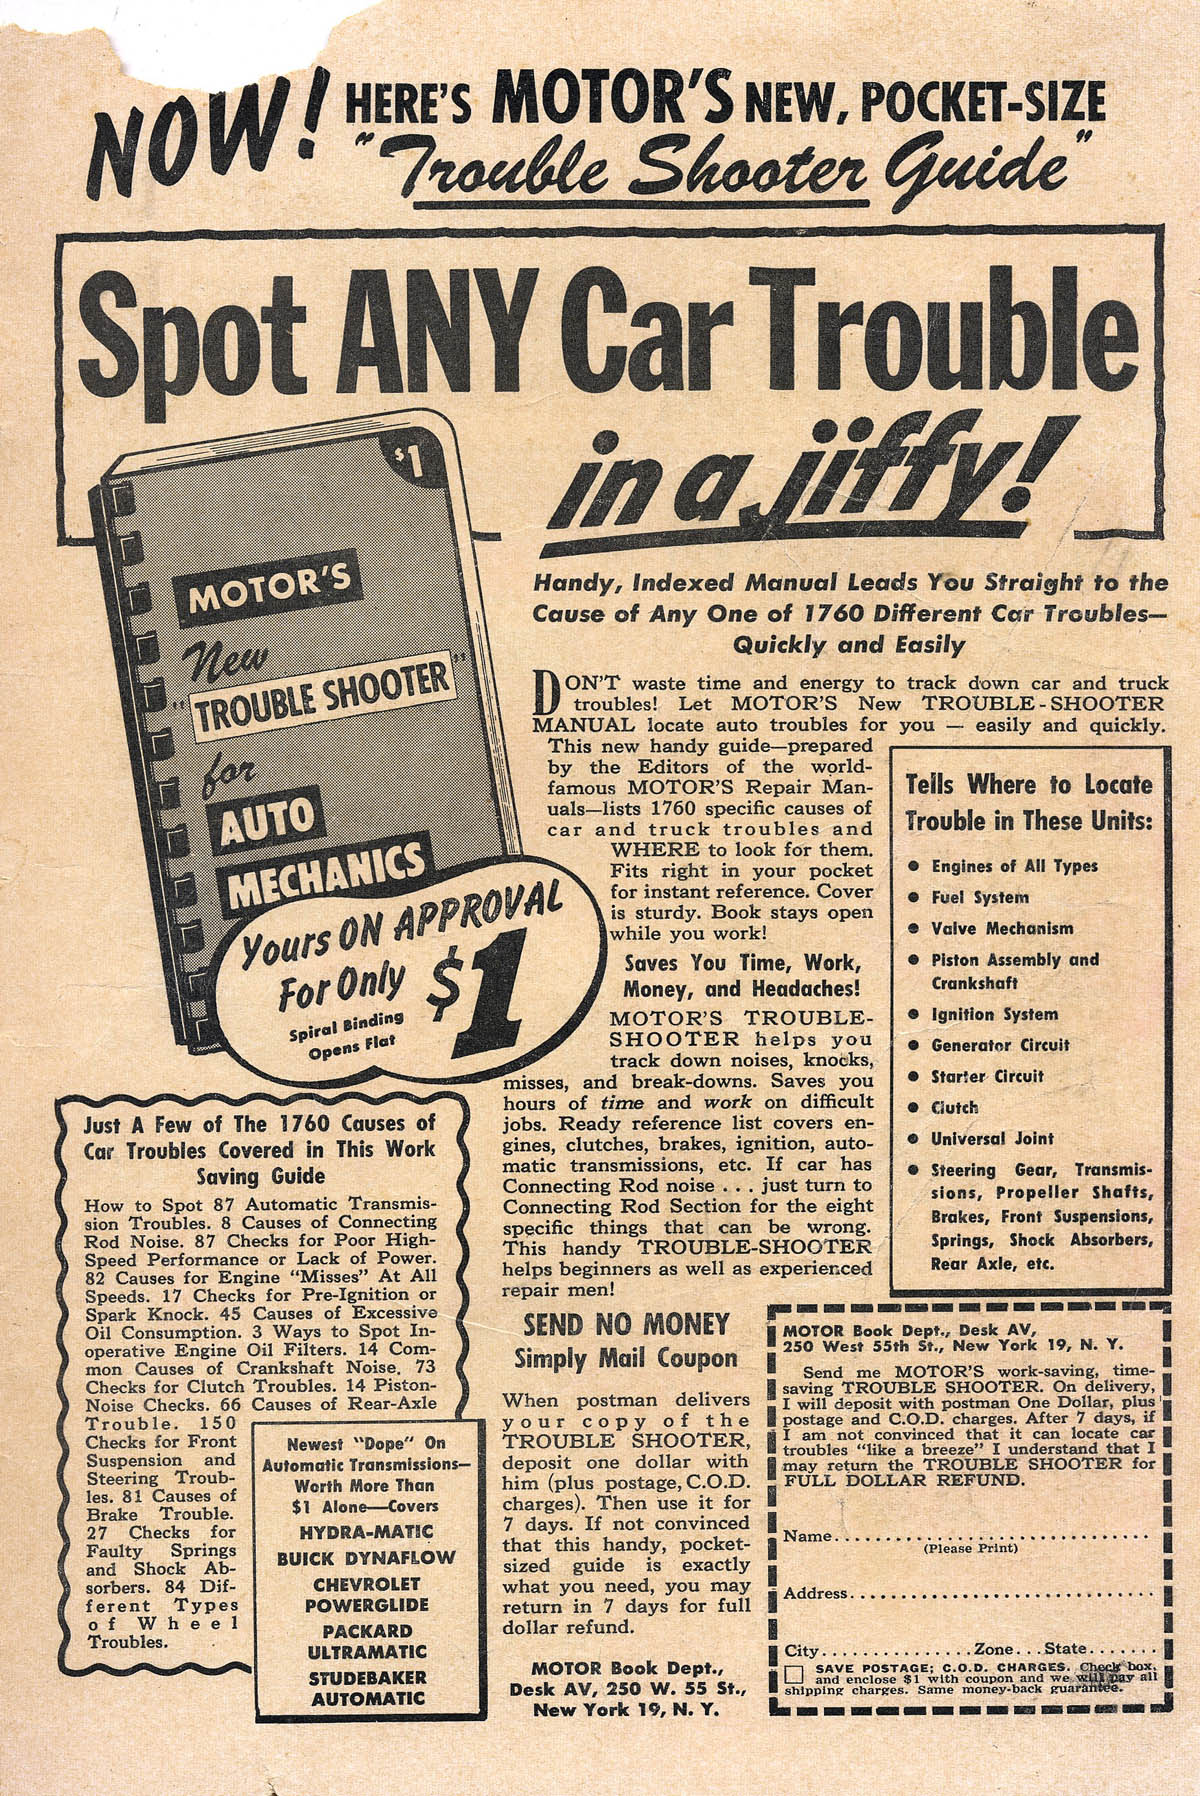 NOW! HERE'S MOTOR'S NEW, POCKET-SIZE
"Trouble Shooter Guide"
Spot ANY Car Trouble
in a jiffy!
$1
MOTOR'S
New
"TROUBLE SHOOTER"
for
AUTO
MECHANICS
Yours ON APPROVAL
For Only $1
Spiral Binding
Opens Flat
Handy, Indexed Manual Leads You Straight to the
Cause of Any One of 1760 Different Car Troubles—
Quickly and Easily
DON'T waste time and energy to track down car and truck
troubles! Let MOTOR'S New TROUBLE-SHOOTER
MANUAL locate auto troubles for you — easily and quickly.
This new handy guide—prepared
by the Editors of the world-
famous MOTOR'S Repair Man-
uals—lists 1760 specific causes of
car and truck troubles and
WHERE to look for them.
Fits right in your pocket
for instant reference. Cover
is sturdy. Book stays open
while you work!
Saves You Time, Work,
Money, and Headaches!
MOTOR'S TROUBLE-
SHOOTER helps you
track down noises, knocks,
misses, and break-downs. Saves you
hours of time and work on difficult
jobs. Ready reference list covers en-
gines, clutches, brakes, ignition, auto-
matic transmissions, etc. If car has
Connecting Rod noise . . . just turn to
Connecting Rod Section for the eight
specific things that can be wrong.
This handy TROUBLE-SHOOTER
helps beginners as well as experienced
repair men!
Tells Where to Locate
Trouble in These Units:
● Engines of All Types
● Fuel System
● Valve Mechanism
● Piston Assembly and
Crankshaft
● Ignition System
● Generator Circuit
● Starter Circuit
● Clutch
● Universal Joint
● Steering Gear, Transmis-
sions, Propeller Shafts,
Brakes, Front Suspensions,
Springs, Shock Absorbers,
Rear Axle, etc.
Just A Few of The 1760 Causes of
Car Troubles Covered in This Work
Saving Guide
How to Spot 87 Automatic Transmis-
sion Troubles. 8 Causes of Connecting
Rod Noise. 87 Checks for Poor High-
Speed Performance or Lack of Power.
82 Causes for Engine "Misses" At All
Speeds. 17 Checks for Pre-Ignition or
Spark Knock. 45 Causes of Excessive
Oil Consumption. 3 Ways to Spot In-
operative Engine Oil Filters. 14 Com-
mon Causes of Crankshaft Noise. 73
Checks for Clutch Troubles. 14 Piston-
Noise Checks. 66 Causes of Rear-Axle
Trouble. 150
Checks for Front
Suspension and
Steering Troub-
les. 81 Causes of
Brake Trouble.
27 Checks for
Faulty Springs
and Shock Ab-
sorbers. 84 Dif-
ferent Types
of Wheel
Troubles.
Newest "Dope" On
Automatic Transmissions—
Worth More Than
$1 Alone—Covers
HYDRA-MATIC
BUICK DYNAFLOW
CHEVROLET
POWERGLIDE
PACKARD
ULTRAMATIC
STUDEBAKER
AUTOMATIC
SEND NO MONEY
Simply Mail Coupon
When postman delivers
your copy of the
TROUBLE SHOOTER,
deposit one dollar with
him (plus postage, C.O.D.
charges). Then use it for
7 days. If not convinced
that this handy, pocket-
sized guide is exactly
what you need, you may
return in 7 days for full
dollar refund.
MOTOR Book Dept.,
Desk AV, 250 W. 55 St.,
New York 19, N. Y.
MOTOR Book Dept., Desk AV,
250 West 55th St., New York 19, N. Y.
Send me MOTOR'S work-saving, time-
saving TROUBLE SHOOTER. On delivery,
I will deposit with postman One Dollar, plus
postage and C.O.D. charges. After 7 days, if
I am not convinced that it can locate car
troubles "like a breeze" I understand that I
may return the TROUBLE SHOOTER for
FULL DOLLAR REFUND.
Name................................
(Please Print)
Address................................
City...............Zone...State.......
SAVE POSTAGE; C.O.D. CHARGES. Check box,
and enclose $1 with coupon and we will pay all
shipping charges. Same money-back guarantee.